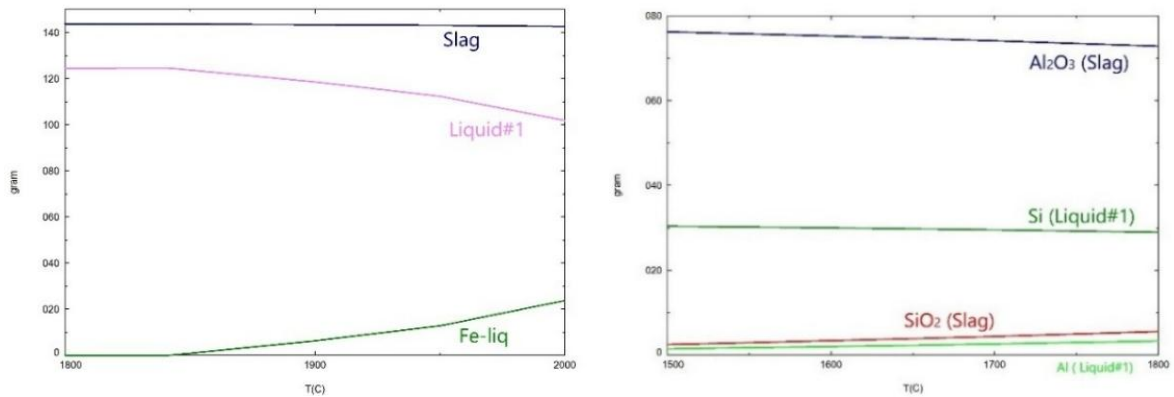 140
120
100
080
060
040
020
0
gram
1800
1900
2000
T(C)
Slag
Liquid#1
Fe-liq
080
060
040
020
0
gram
1500
1600
1700
1800
T(C)
Al₂O₃ (Slag)
Si (Liquid#1)
SiO₂ (Slag)
Al ( Liquid#1)